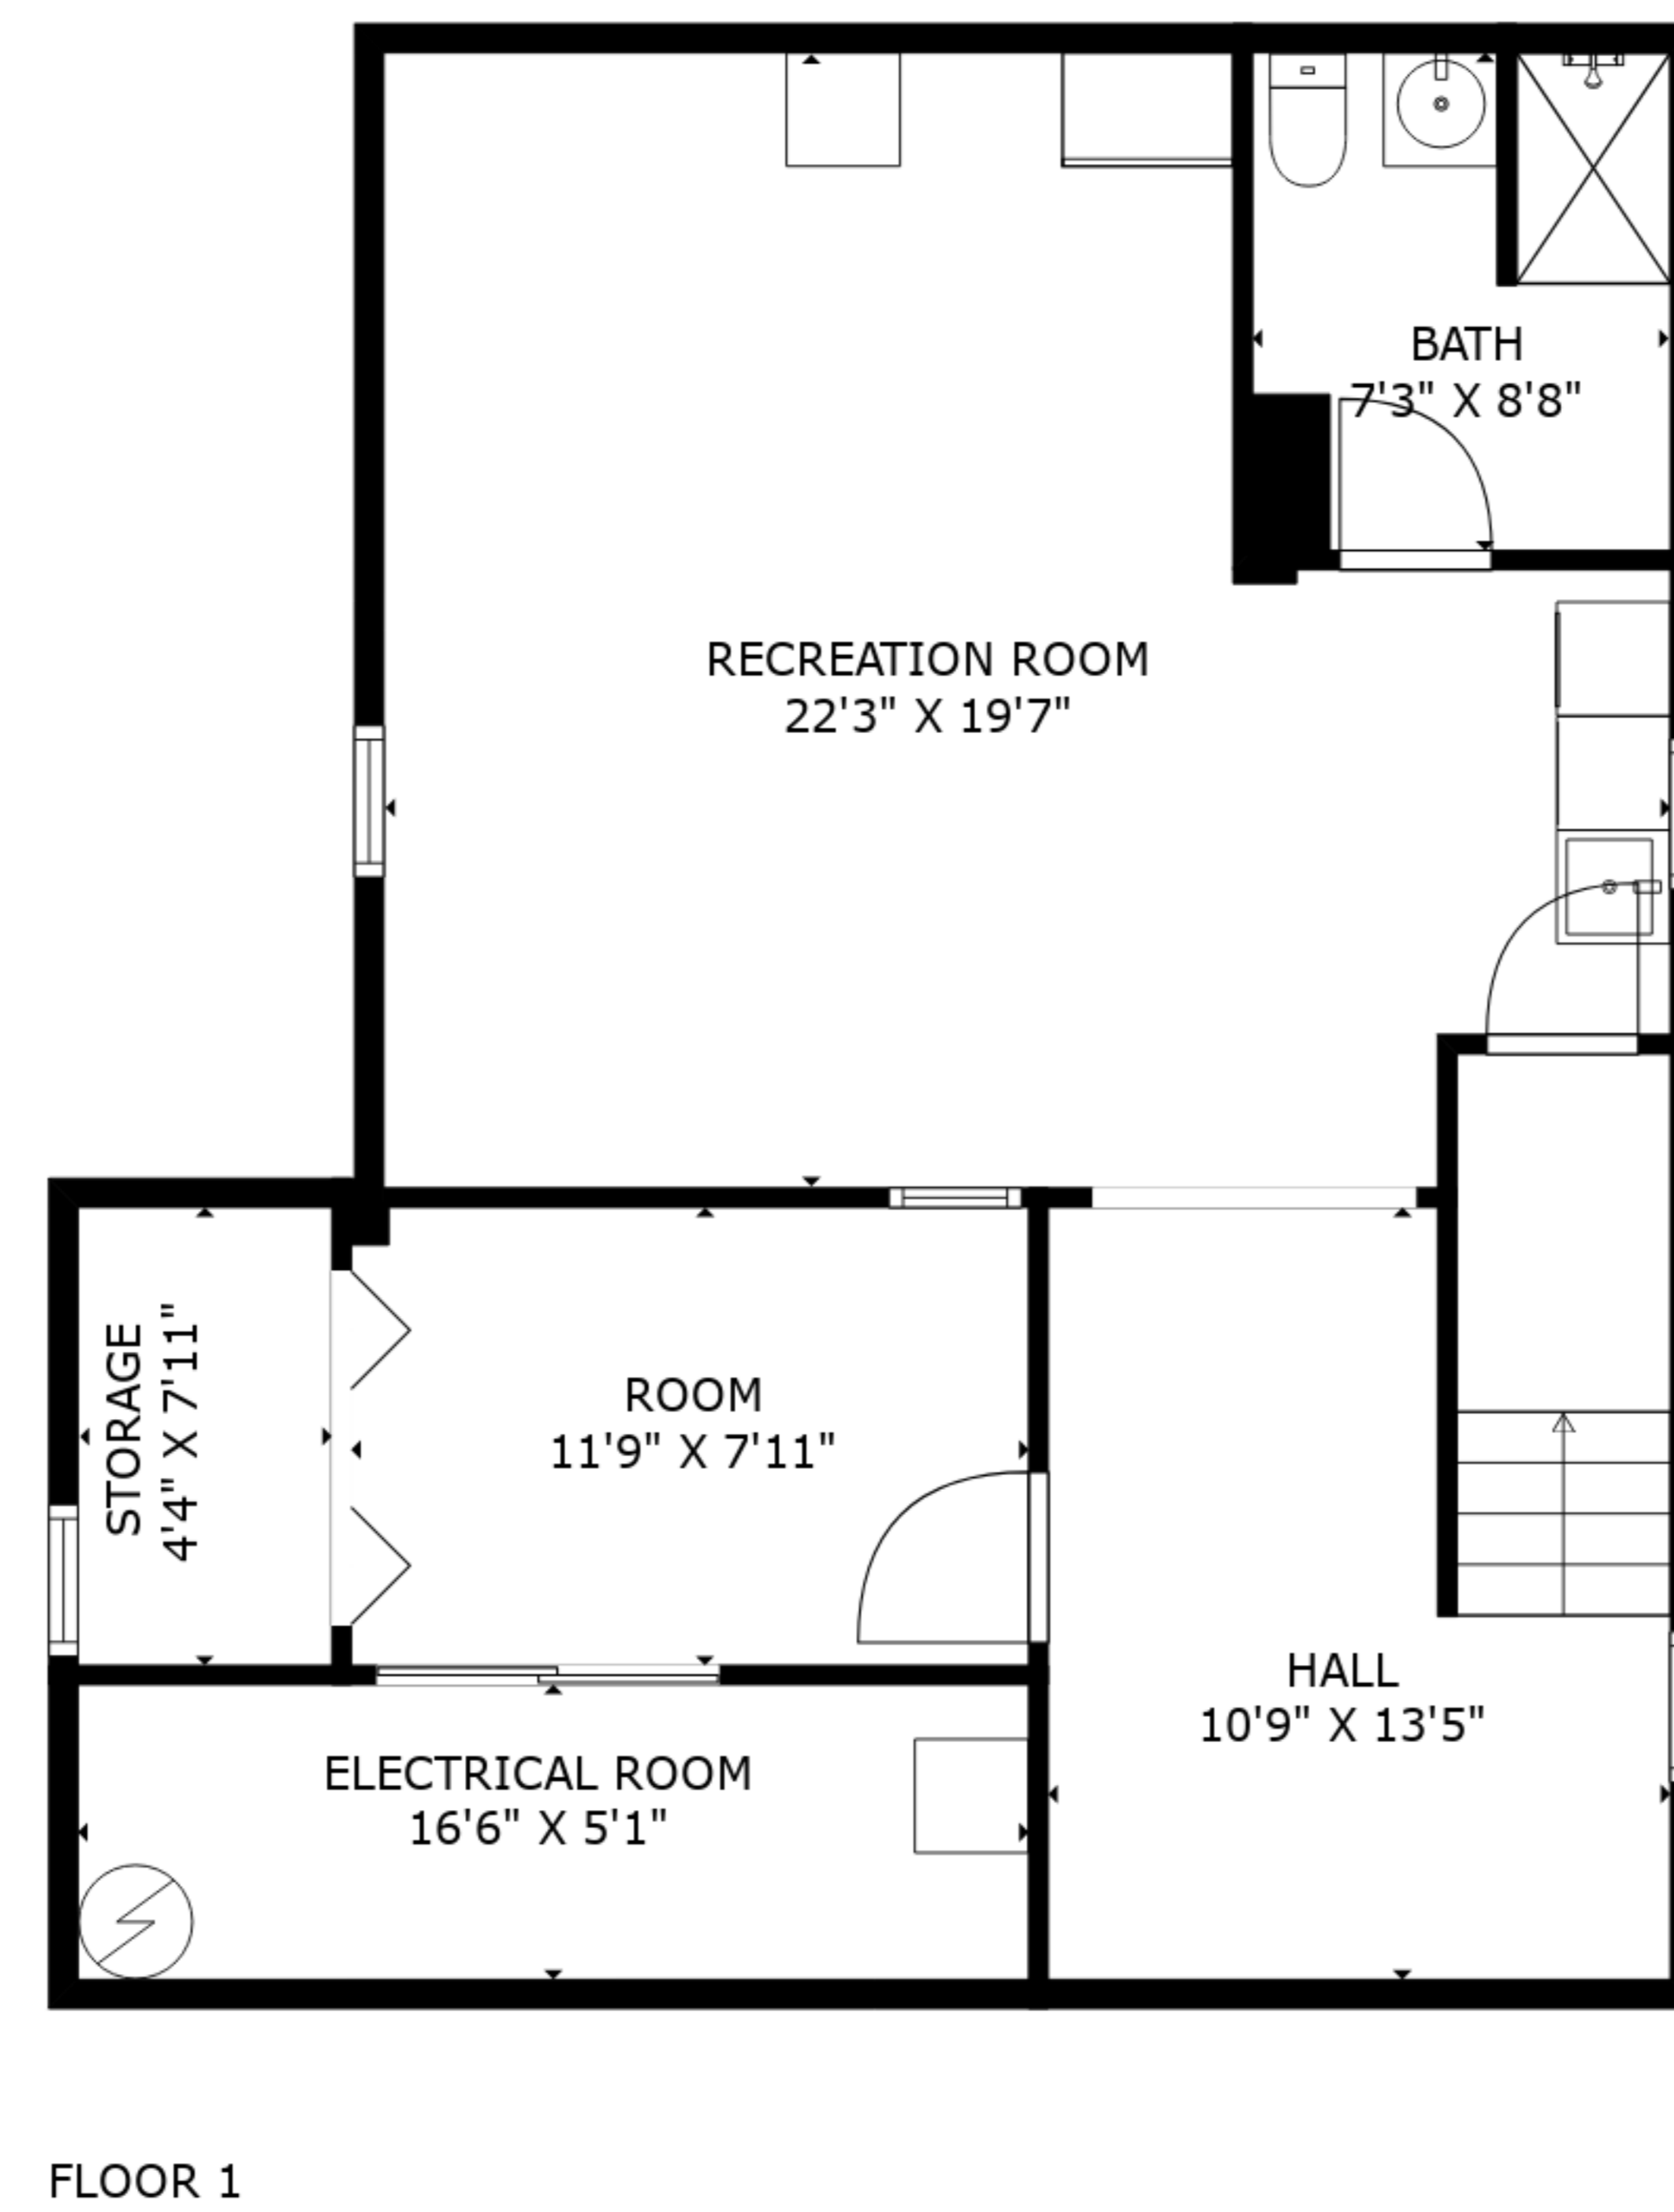 BATH
7'3" X 8'8"
RECREATION ROOM
22'3" X 19'7"
STORAGE
4'4" X 7'11"
ROOM
11'9" X 7'11"
HALL
10'9" X 13'5"
ELECTRICAL ROOM
16'6" X 5'1"
FLOOR 1